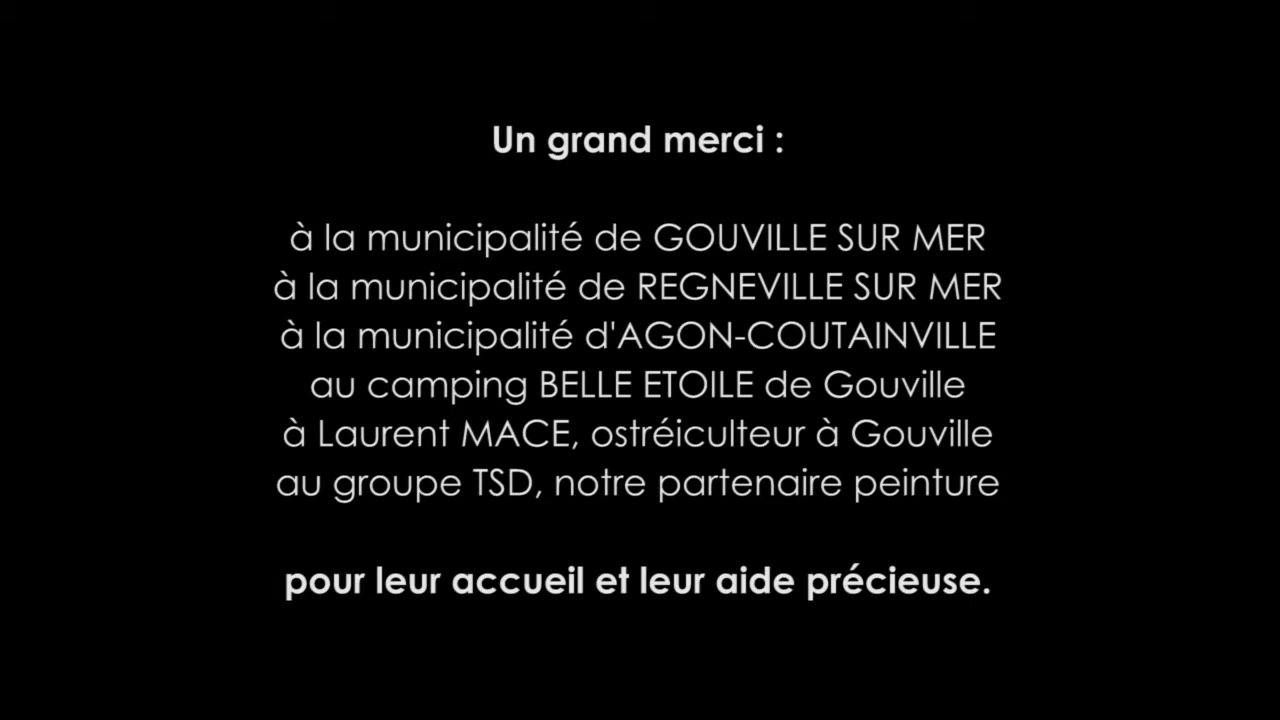 Un grand merci :
à la municipalité de GOUVILLE SUR MER
à la municipalité de REGNEVILLE SUR MER
à la municipalité d'AGON-COUTAINVILLE
au camping BELLE ETOILE de Gouville
à Laurent MACE, ostréiculteur à Gouville
au groupe TSD, notre partenaire peinture
pour leur accueil et leur aide précieuse.